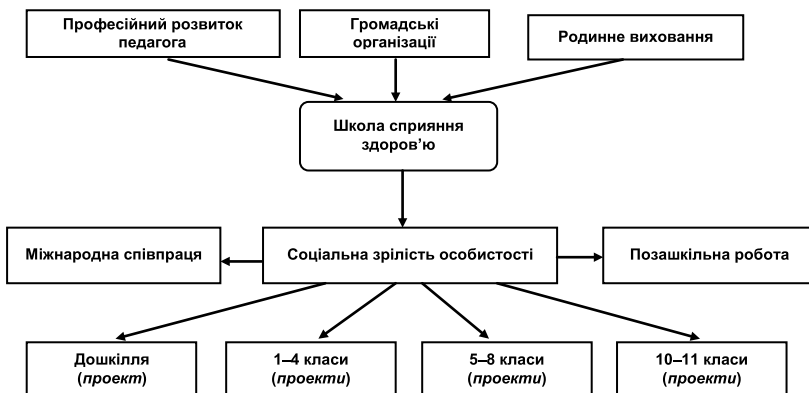 Професійний розвиток
педагога
Громадські
організації
Родинне виховання
Школа сприяння
здоров’ю
Міжнародна співпраця
Соціальна зрілість особистості
Позашкільна робота
Дошкілля
(проект)
1–4 класи
(проекти)
5–8 класи
(проекти)
10–11 класи
(проекти)